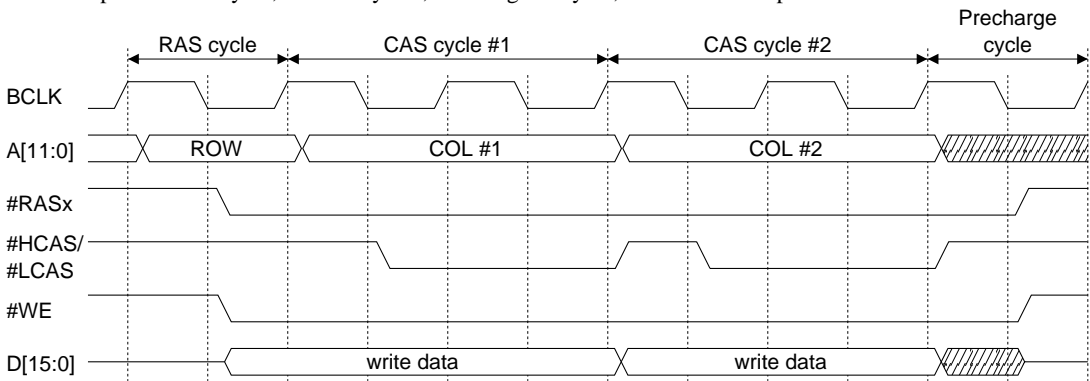 Precharge
RAS cycle CAS cycle #1 CAS cycle #2 cycle
BCLK
A[11:0] ROW COL #1 COL #2
#RASx
#HCAS/
#LCAS
#WE
D[15:0] write data write data